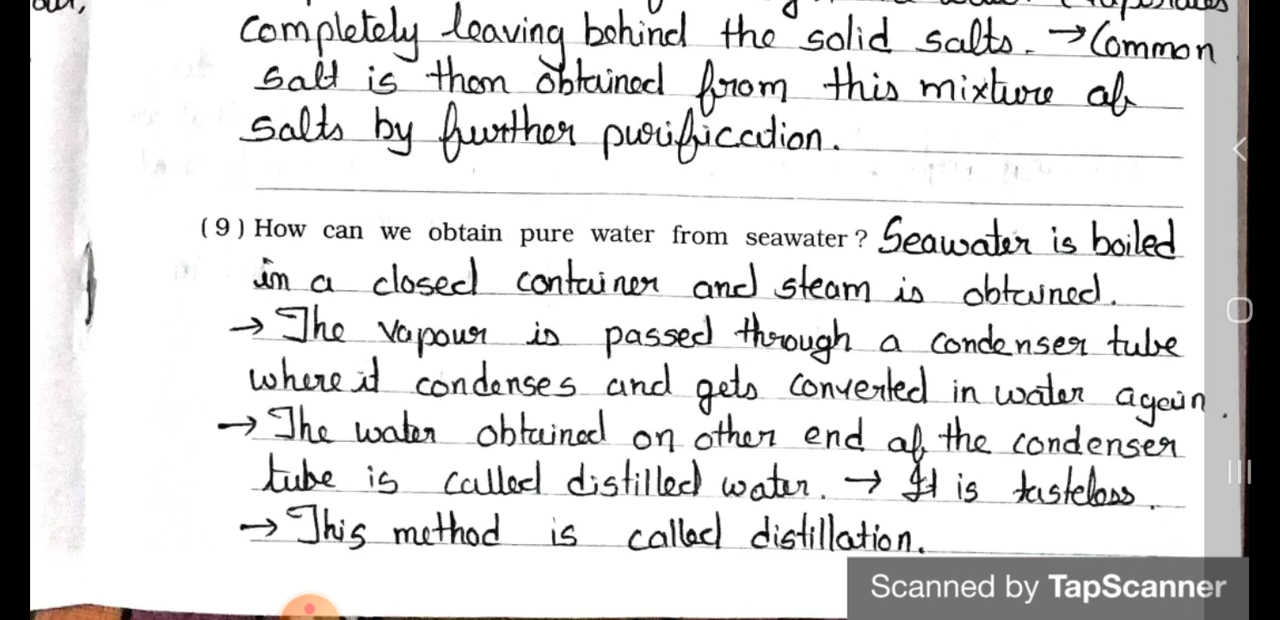 completely leaving behind the solid salts. → Common
salt is then obtained from this mixture of
salts by further purification.
(9) How can we obtain pure water from seawater? Seawater is boiled
in a closed container and steam is obtained.
→ The vapour is passed through a condenser tube
where it condenses and gets converted in water again.
→ The water obtained on other end of the condenser
tube is called distilled water. → It is tasteless.
→ This method is called distillation.
Scanned by TapScanner